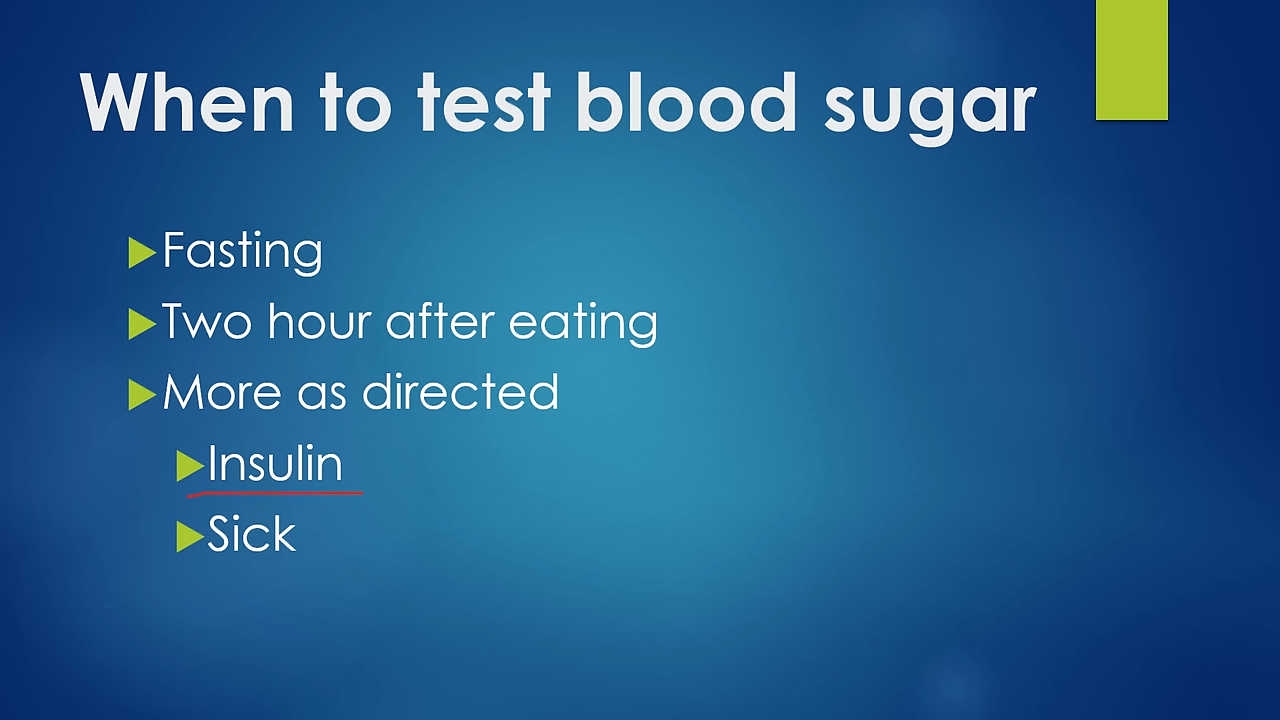 When to test blood sugar
Fasting
Two hour after eating
More as directed
Insulin
Sick